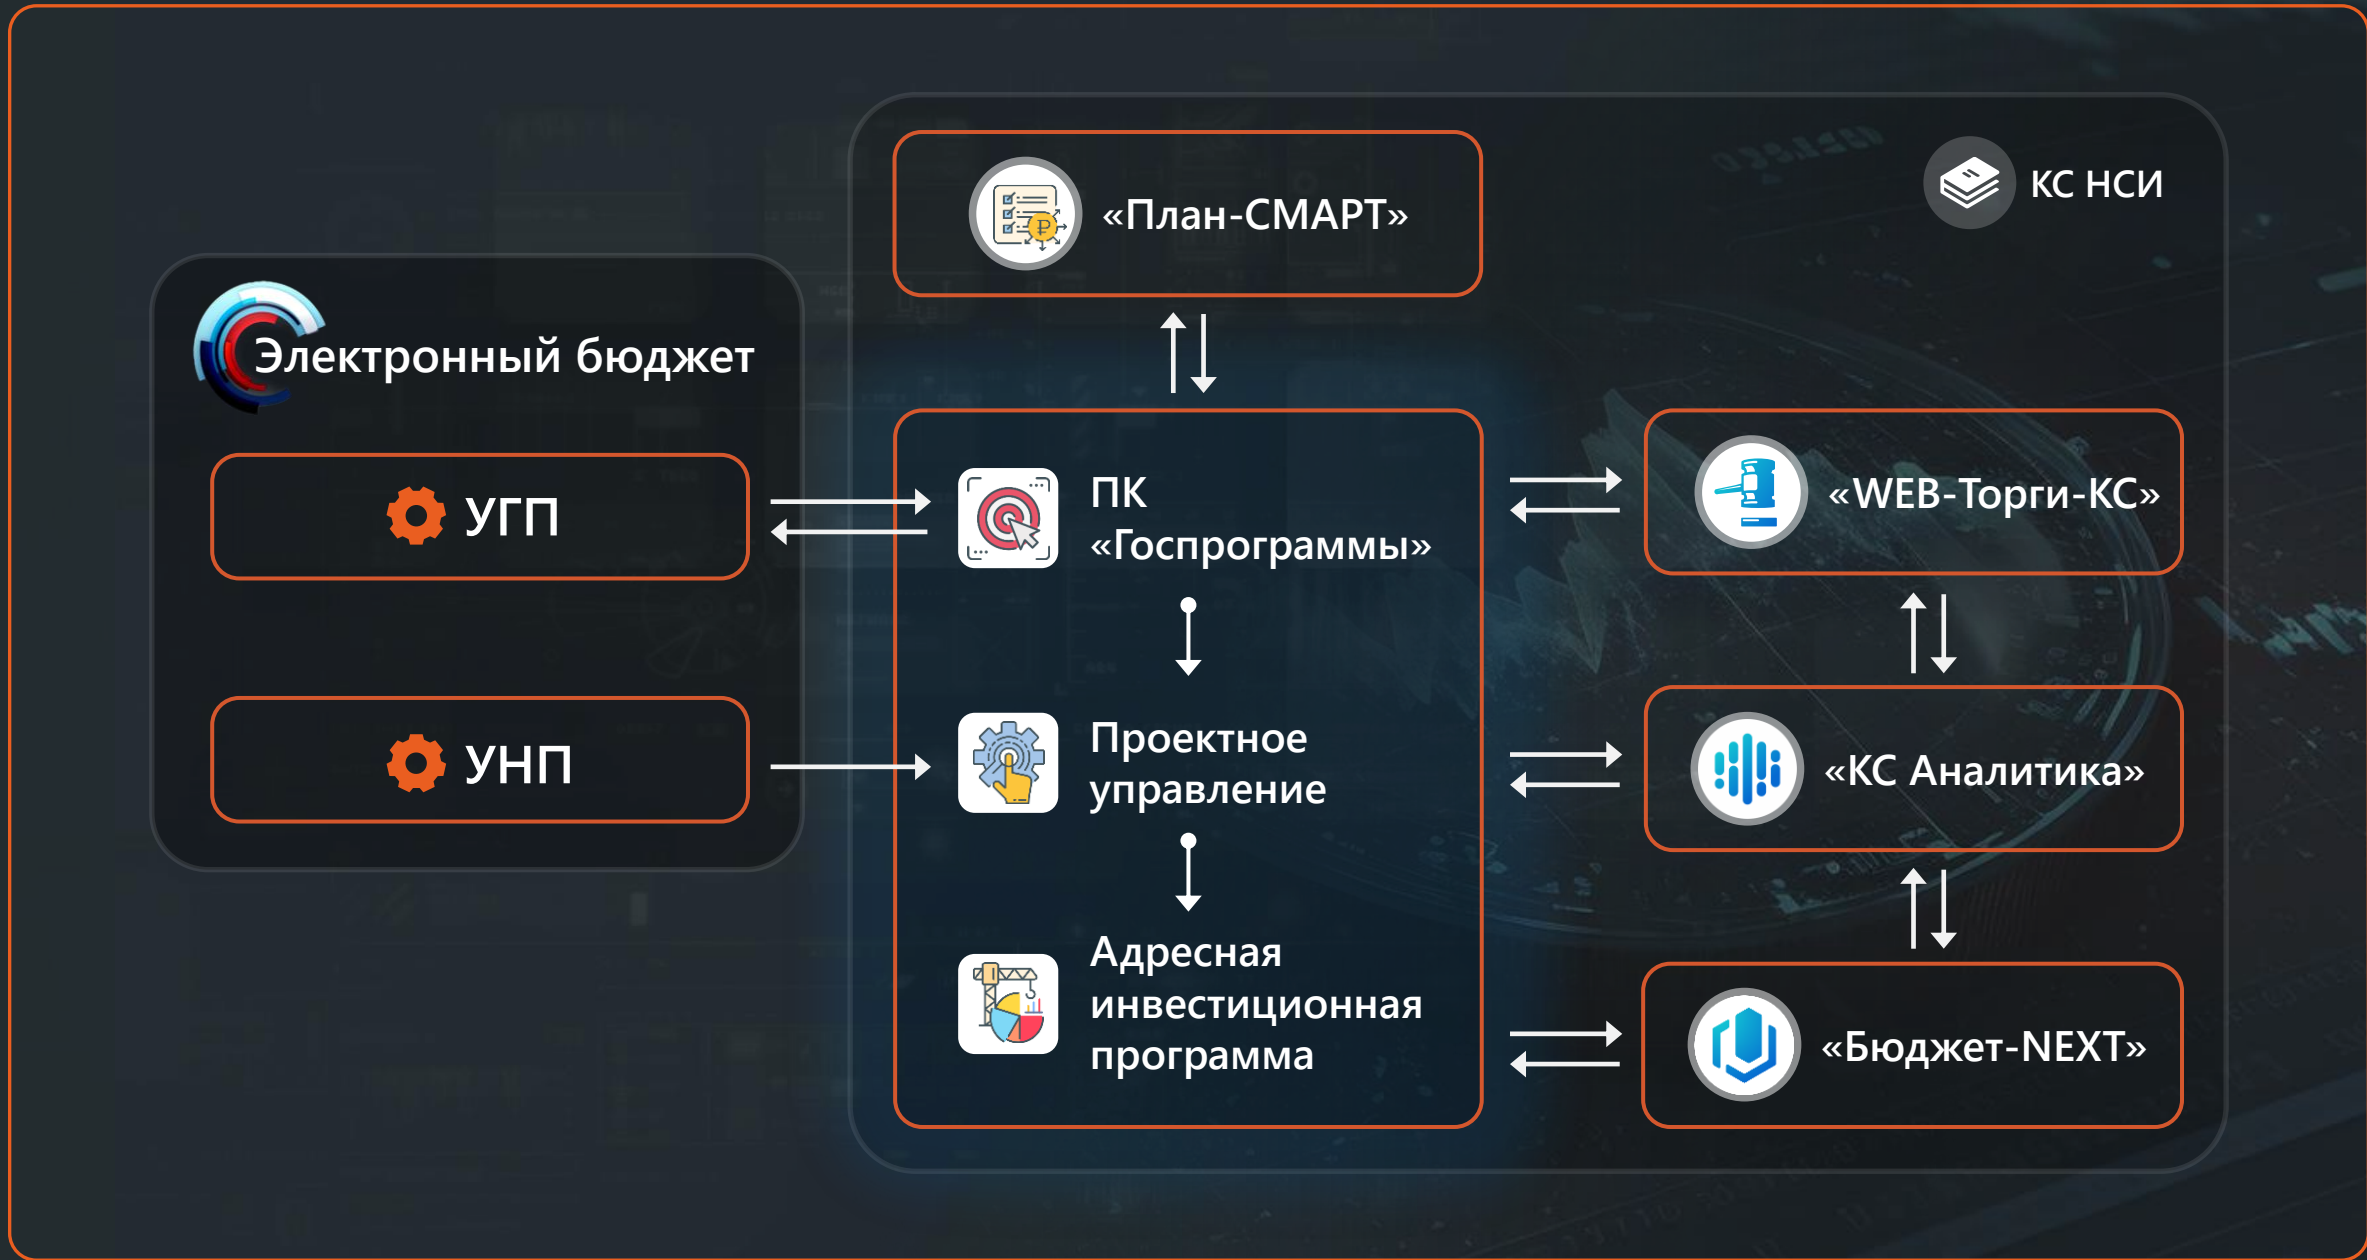 «План-СМАРТ»
КС НСИ
Электронный бюджет
УГП
УНП
ПК
«Госпрограммы»
Проектное
управление
Адресная
инвестиционная
программа
«WEB-Торги-КС»
«КС Аналитика»
«Бюджет-NEXT»